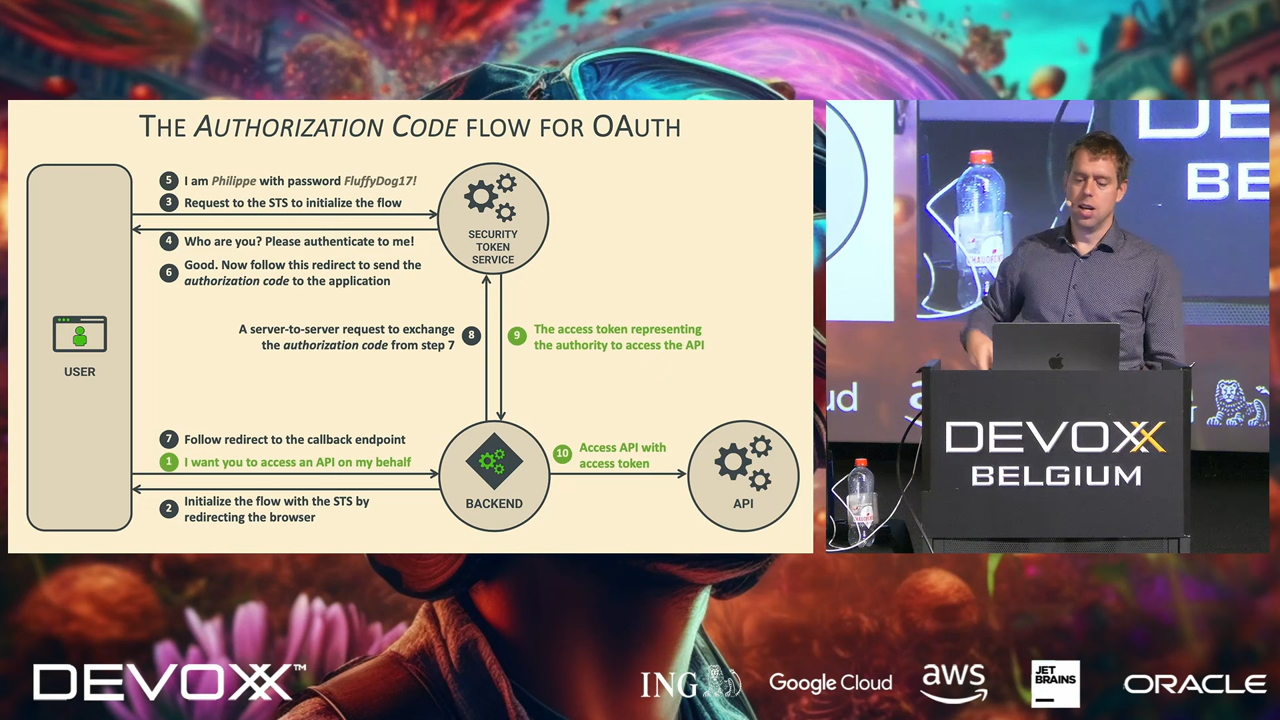 THE AUTHORIZATION CODE FLOW FOR OAUTH
5 I am Philippe with password FluffyDog17!
3 Request to the STS to initialize the flow
4 Who are you? Please authenticate to me!
6 Good. Now follow this redirect to send the
authorization code to the application
SECURITY
TOKEN
SERVICE
USER
A server-to-server request to exchange
the authorization code from step 7
8
9 The access token representing
the authority to access the API
7 Follow redirect to the callback endpoint
1 I want you to access an API on my behalf
2 Initialize the flow with the STS by
redirecting the browser
BACKEND
10 Access API with
access token
API
DE
BE
ud
DEVOXX
BELGIUM
DEVOXX™
ING
Google Cloud
aws
JET
BRAINS
ORACLE